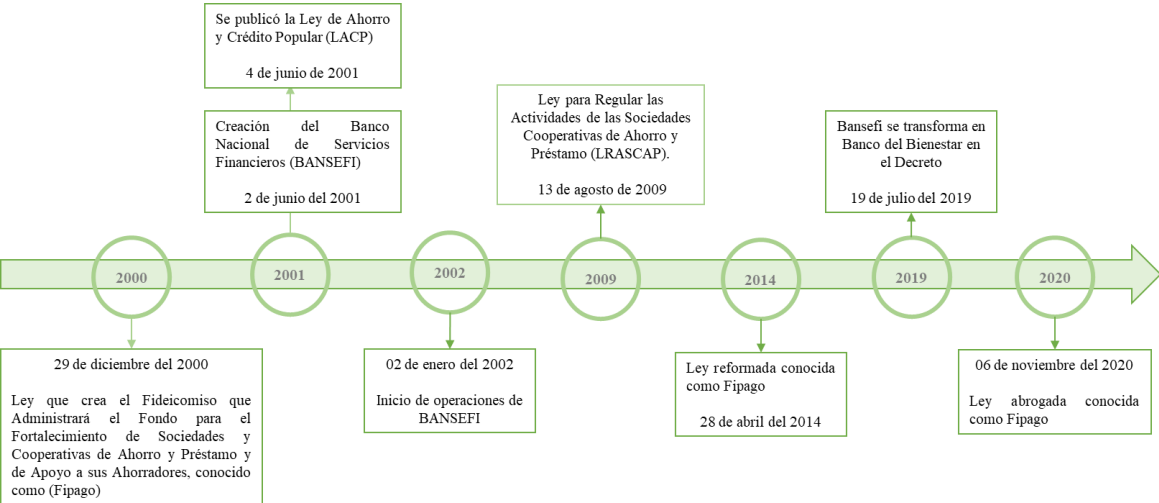 Se publicó la Ley de Ahorro
y Crédito Popular (LACP)
4 de junio de 2001
Creación del Banco
Nacional de Servicios
Financieros (BANSEFI)
2 de junio del 2001
Ley para Regular las
Actividades de las Sociedades
Cooperativas de Ahorro y
Préstamo (LRASCAP).
13 de agosto de 2009
Bansefi se transforma en
Banco del Bienestar en
el Decreto
19 de julio del 2019
2000
2001
2002
2009
2014
2019
2020
29 de diciembre del 2000
Ley que crea el Fideicomiso que
Administrará el Fondo para el
Fortalecimiento de Sociedades y
Cooperativas de Ahorro y Préstamo y
de Apoyo a sus Ahorradores, conocido
como (Fipago)
02 de enero del 2002
Inicio de operaciones de
BANSEFI
Ley reformada conocida
como Fipago
28 de abril del 2014
06 de noviembre del 2020
Ley abrogada conocida
como Fipago